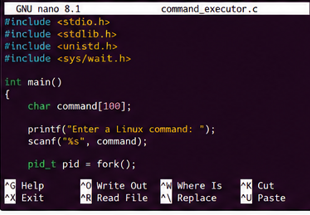 GNU nano 8.1 command_executor.c
#include <stdio.h>
#include <stdlib.h>
#include <unistd.h>
#include <sys/wait.h>
int main()
{
char command[100];
printf("Enter a Linux command: ");
scanf("%s", command);
pid_t pid = fork();
^G Help ^O Write Out ^W Where Is ^K Cut
^X Exit ^R Read File ^\ Replace ^U Paste